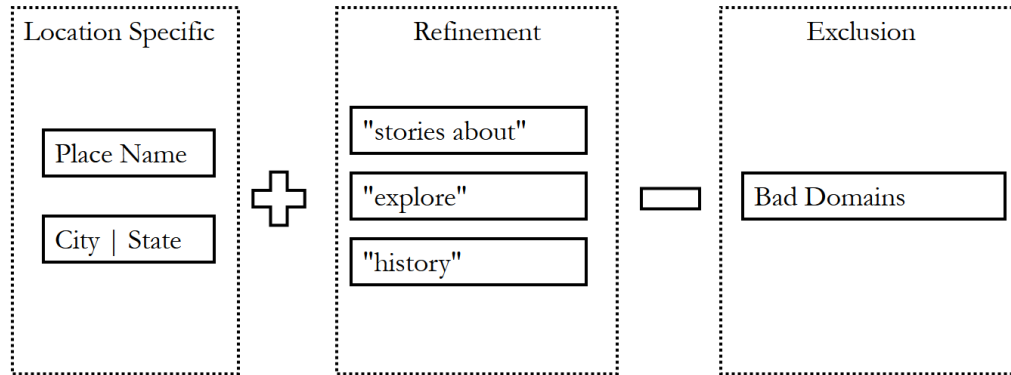 Location Specific
Place Name
City | State
Refinement
"stories about"
"explore"
"history"
Exclusion
Bad Domains